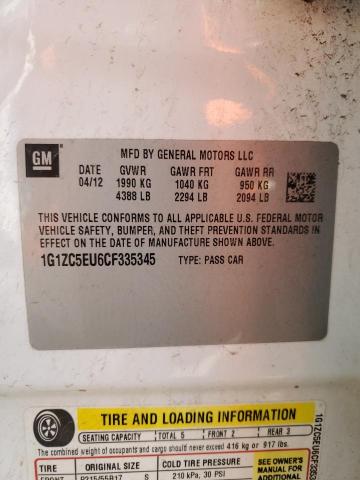 GM
MFD BY GENERAL MOTORS LLC
DATE GVWR GAWR FRT GAWR RR
04/12 1990 KG 1040 KG 950 KG
4388 LB 2294 LB 2094 LB
THIS VEHICLE CONFORMS TO ALL APPLICABLE U.S. FEDERAL MOTOR
VEHICLE SAFETY, BUMPER, AND THEFT PREVENTION STANDARDS IN
EFFECT ON THE DATE OF MANUFACTURE SHOWN ABOVE.
1G1ZC5EU6CF335345 TYPE: PASS CAR
TIRE AND LOADING INFORMATION
SEATING CAPACITY TOTAL 5 FRONT 2 REAR 3
The combined weight of occupants and cargo should never exceed 416 kg or 917 lbs.
TIRE ORIGINAL SIZE COLD TIRE PRESSURE
FRONT P215/55R17 S 210 kPa, 30 PSI
SEE OWNER'S
MANUAL FOR
1G1ZC5EU6CF3353